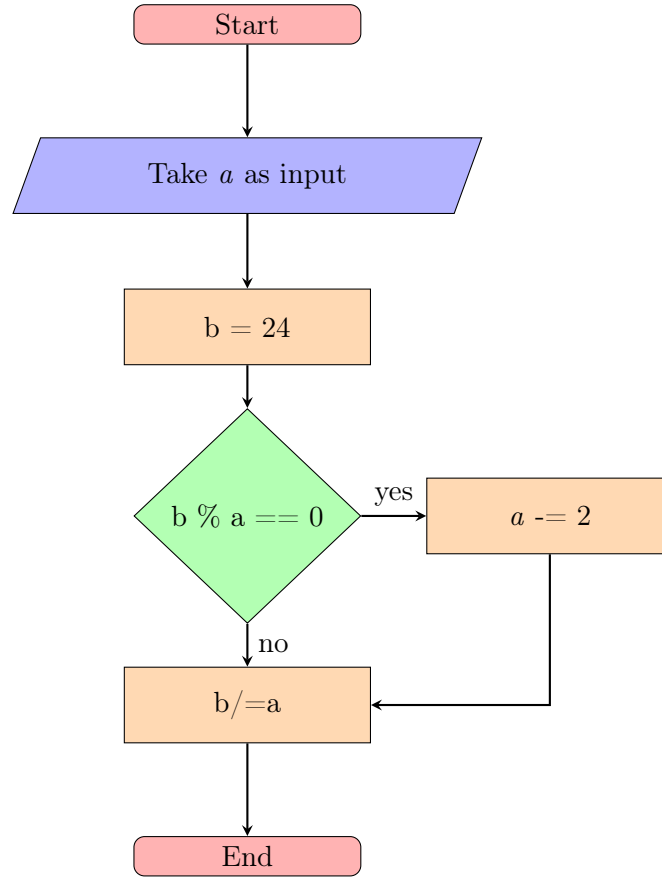 Start
Take a as input
b = 24
b % a == 0
yes
a -= 2
no
b/=a
End